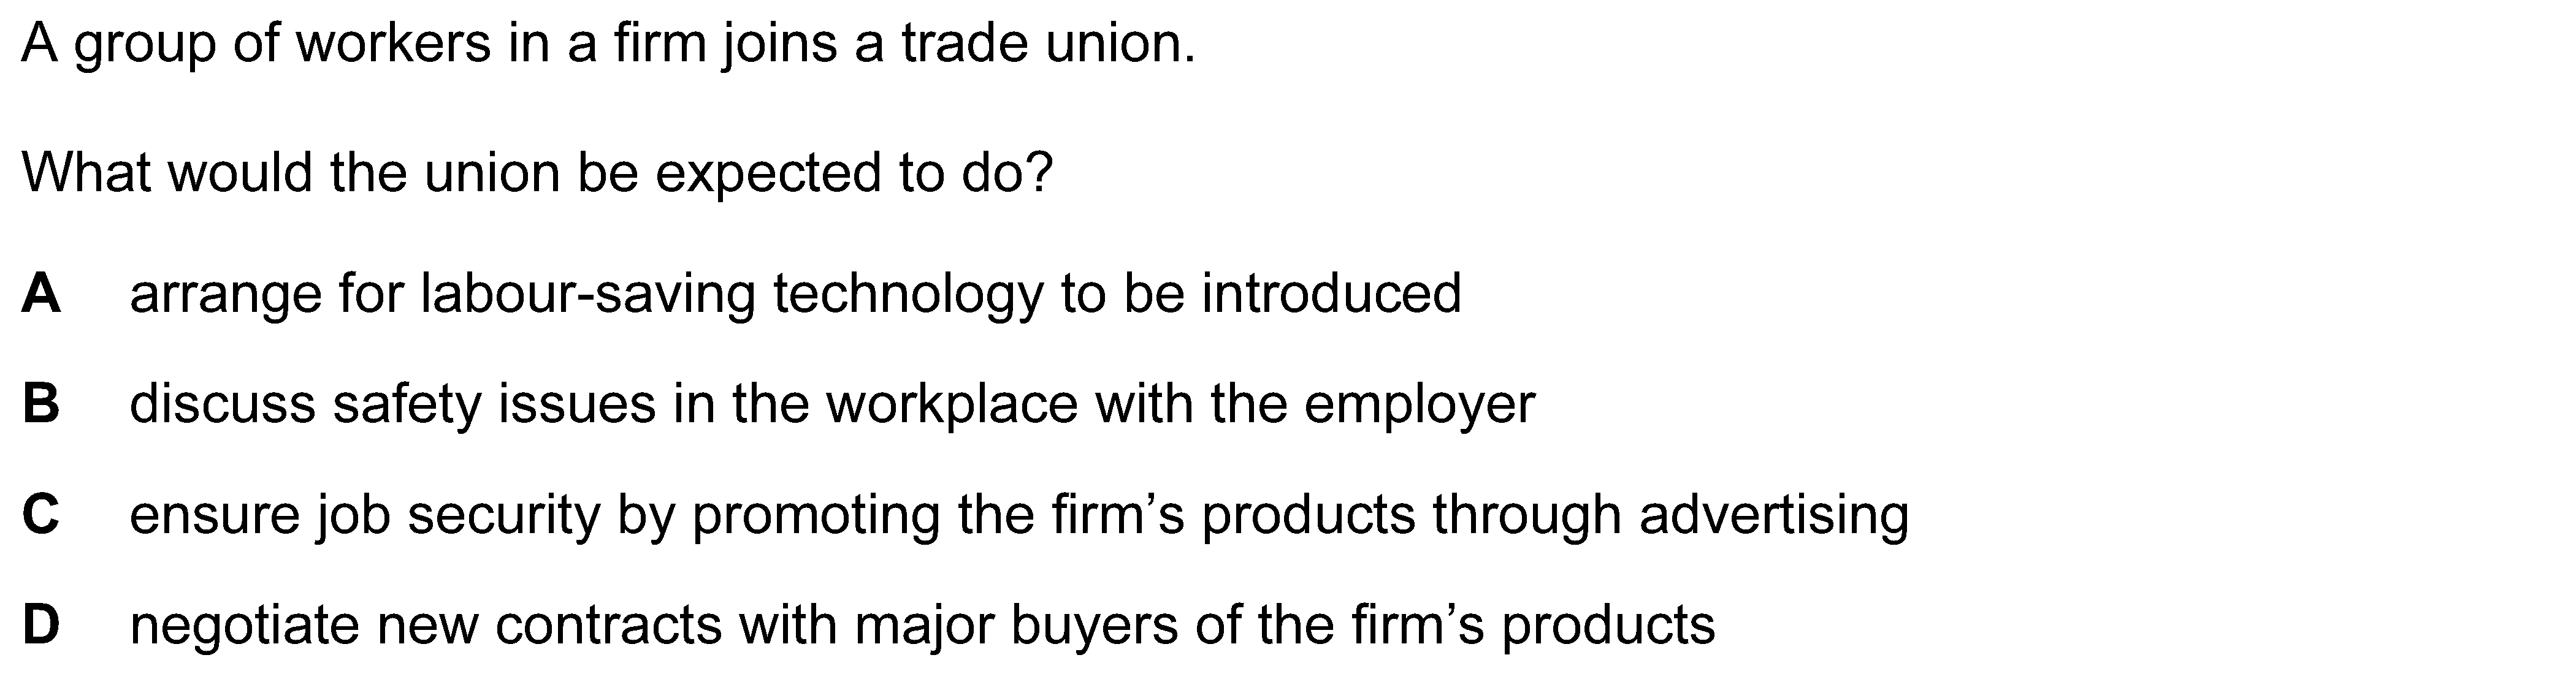 A group of workers in a firm joins a trade union.
What would the union be expected to do?
A arrange for labour-saving technology to be introduced
B discuss safety issues in the workplace with the employer
C ensure job security by promoting the firm’s products through advertising
D negotiate new contracts with major buyers of the firm’s products